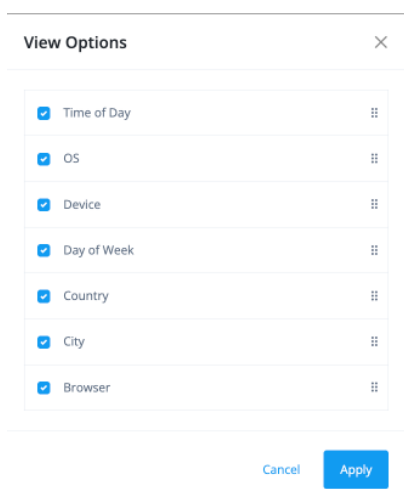 View Options
Time of Day
OS
Device
Day of Week
Country
City
Browser
Cancel Apply